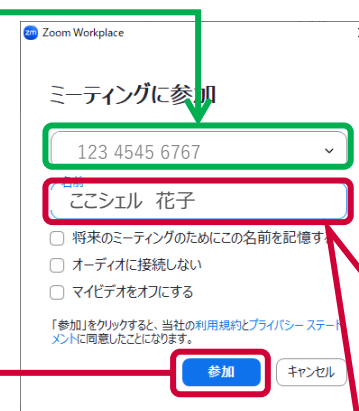 zm Zoom Workplace
ミーティングに参加
123 4545 6767
名前
ここシェル 花子
将来のミーティングのためにこの名前を記憶する
オーディオに接続しない
マイビデオをオフにする
「参加」をクリックすると、当社の利用規約とプライバシー ステート
メントに同意したことになります。
参加 キャンセル